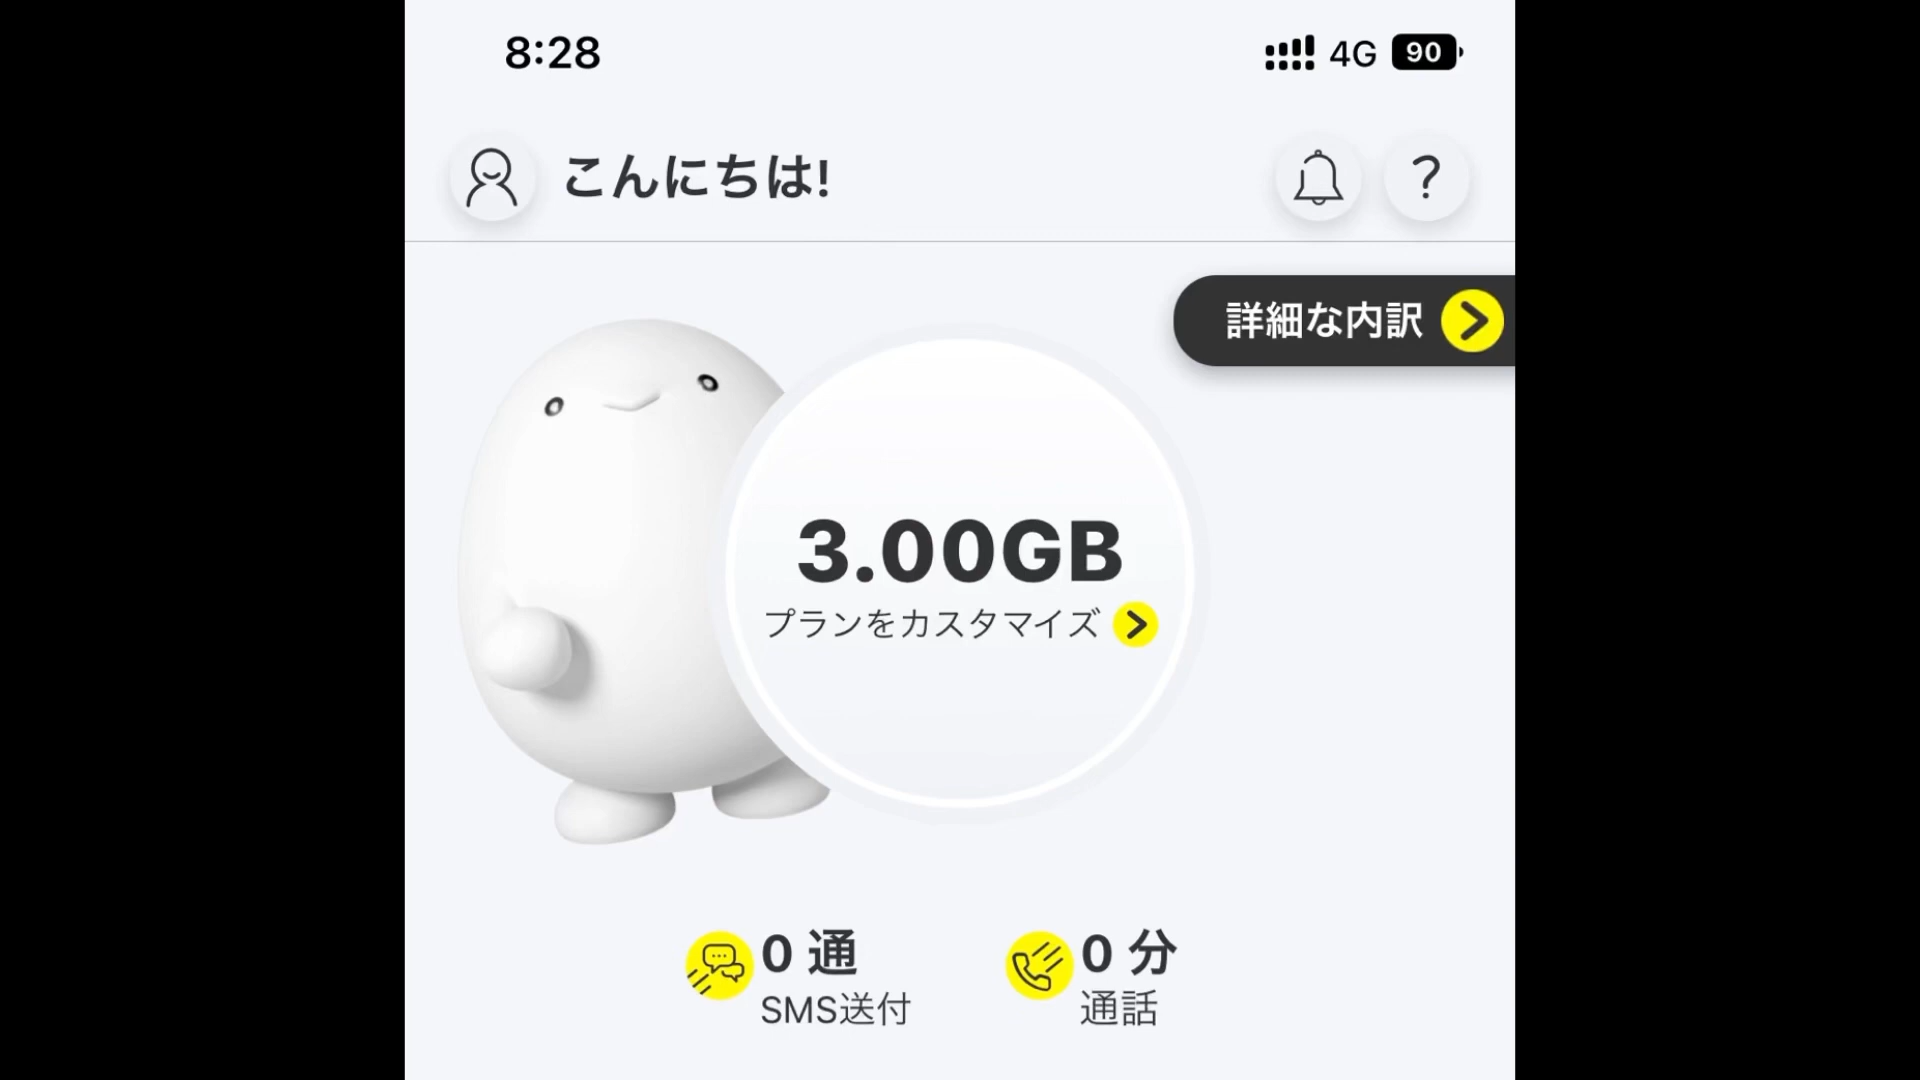 8:28
4G 90
こんにちは!
?
詳細な内訳
3.00GB
プランをカスタマイズ
0 通
SMS送付
0 分
通話